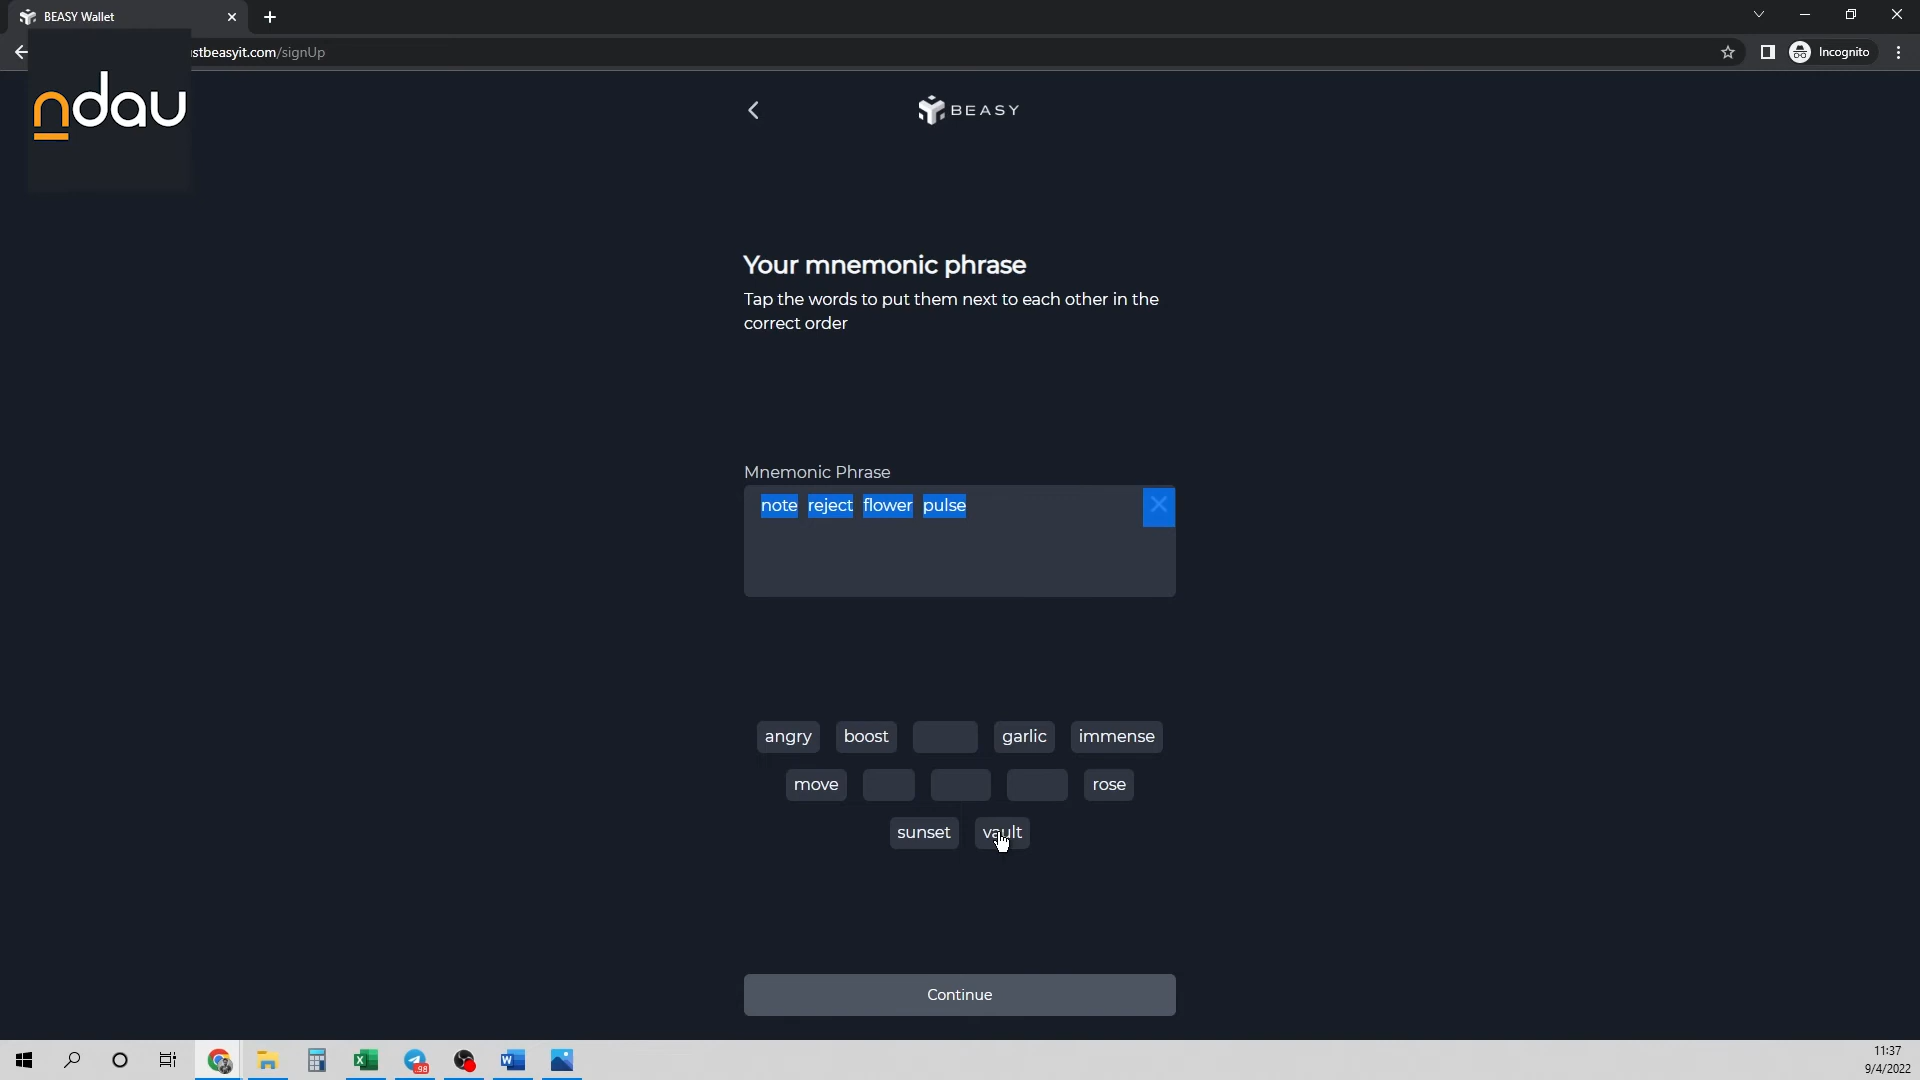 BEASY Wallet
stbeasyit.com/signUp
Incognito
ndau
BEASY
Your mnemonic phrase
Tap the words to put them next to each other in the
correct order
Mnemonic Phrase
note reject flower pulse
angry boost garlic immense
move rose
sunset vault
Continue
98
11:37
9/4/2022